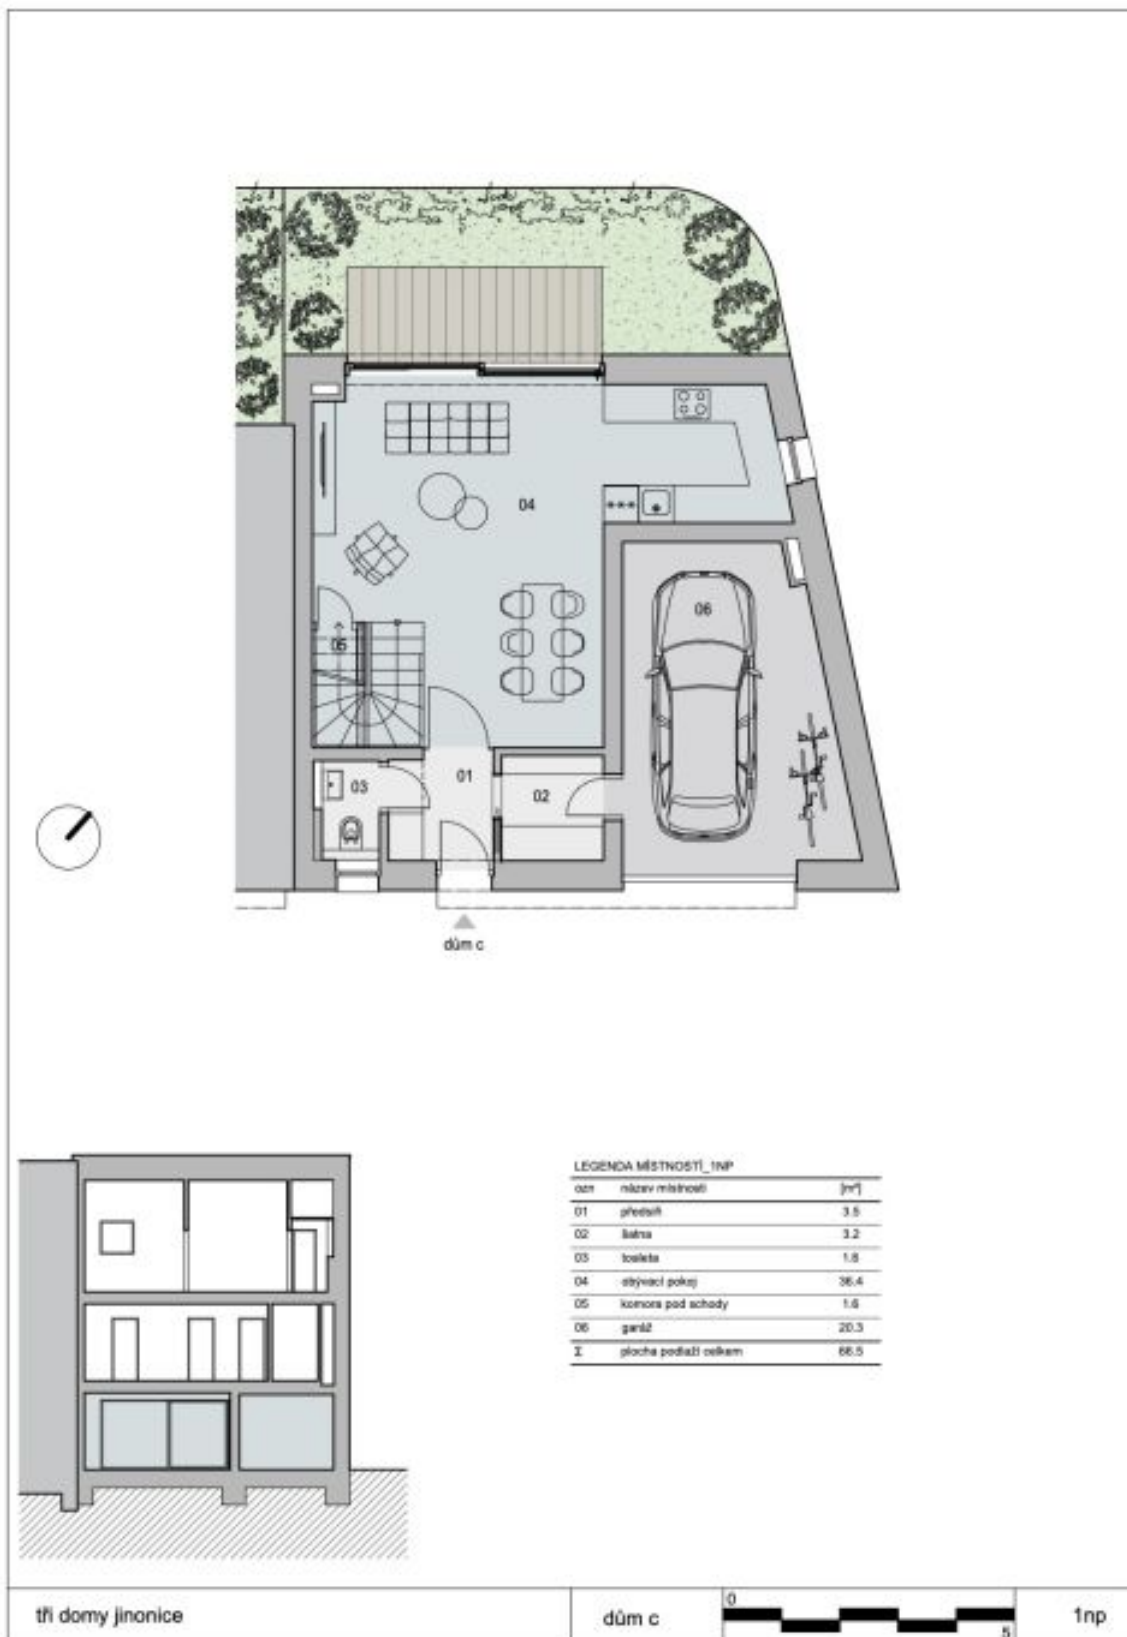 04
06
05
03
01
02
dům c
LEGENDA MÍSTNOSTÍ_1NP
ozn název místnosti [m²]
01 předsíň 3.5
02 šatna 3.2
03 toaleta 1.8
04 obývací pokoj 36.4
05 komora pod schody 1.6
06 garáž 20.3
Σ plocha podlaží celkem 66.5
tři domy jinonice
dům c
0
5
1np